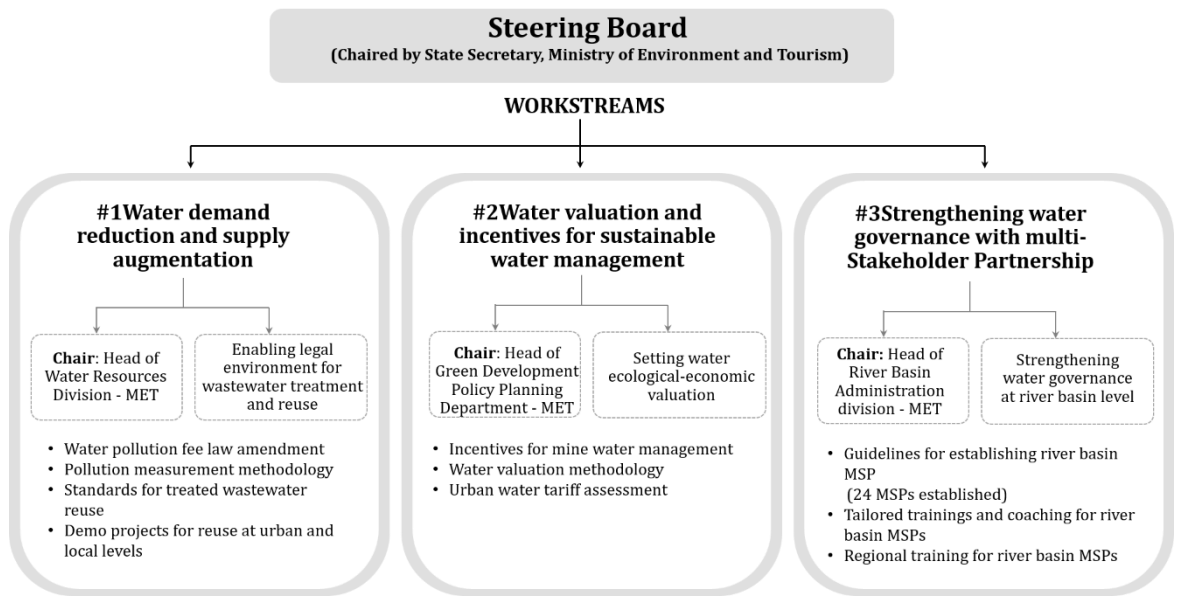 Steering Board
(Chaired by State Secretary, Ministry of Environment and Tourism)
WORKSTREAMS
#1Water demand
reduction and supply
augmentation
Chair: Head of
Water Resources
Division - MET
Enabling legal
environment for
wastewater treatment
and reuse
• Water pollution fee law amendment
• Pollution measurement methodology
• Standards for treated wastewater
reuse
• Demo projects for reuse at urban and
local levels
#2Water valuation and
incentives for sustainable
water management
Chair: Head of
Green Development
Policy Planning
Department - MET
Setting water
ecological-economic
valuation
• Incentives for mine water management
• Water valuation methodology
• Urban water tariff assessment
#3Strengthening water
governance with multi-
Stakeholder Partnership
Chair: Head of
River Basin
Administration
division - MET
Strengthening
water governance
at river basin level
• Guidelines for establishing river basin
MSP
(24 MSPs established)
• Tailored trainings and coaching for river
basin MSPs
• Regional training for river basin MSPs